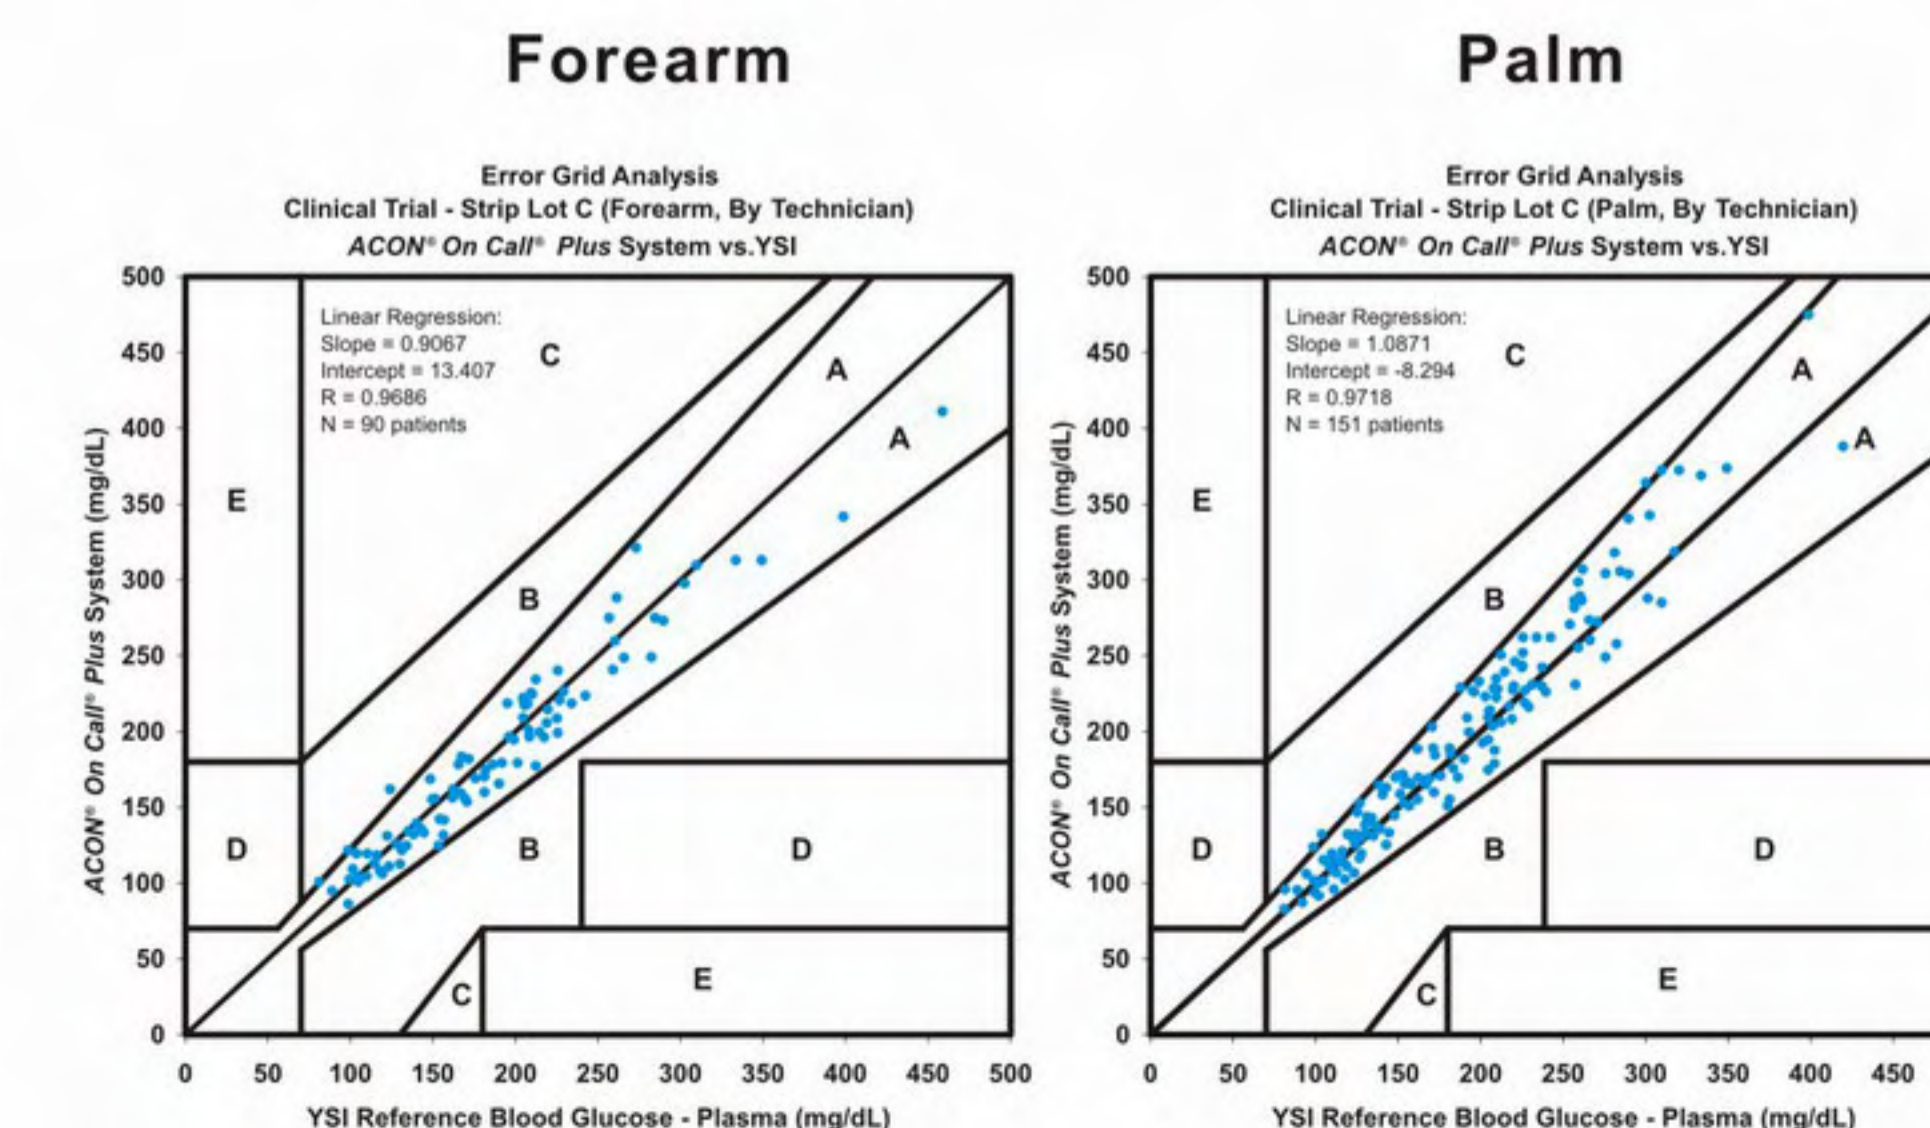 Forearm
Error Grid Analysis
Clinical Trial - Strip Lot C (Forearm, By Technician)
ACON® On Call® Plus System vs.YSI
ACON® On Call® Plus System (mg/dL)
500
450
400
350
300
250
200
150
100
50
0
Linear Regression:
Slope = 0.9067
Intercept = 13.407
R = 0.9686
N = 90 patients
C
A
A
E
B
D
B
D
C
E
0 50 100 150 200 250 300 350 400 450 500
YSI Reference Blood Glucose - Plasma (mg/dL)
Palm
Error Grid Analysis
Clinical Trial - Strip Lot C (Palm, By Technician)
ACON® On Call® Plus System vs.YSI
ACON® On Call® Plus System (mg/dL)
500
450
400
350
300
250
200
150
100
50
0
Linear Regression:
Slope = 1.0871
Intercept = -8.294
R = 0.9718
N = 151 patients
C
A
A
E
B
D
B
D
C
E
0 50 100 150 200 250 300 350 400 450
YSI Reference Blood Glucose - Plasma (mg/dL)